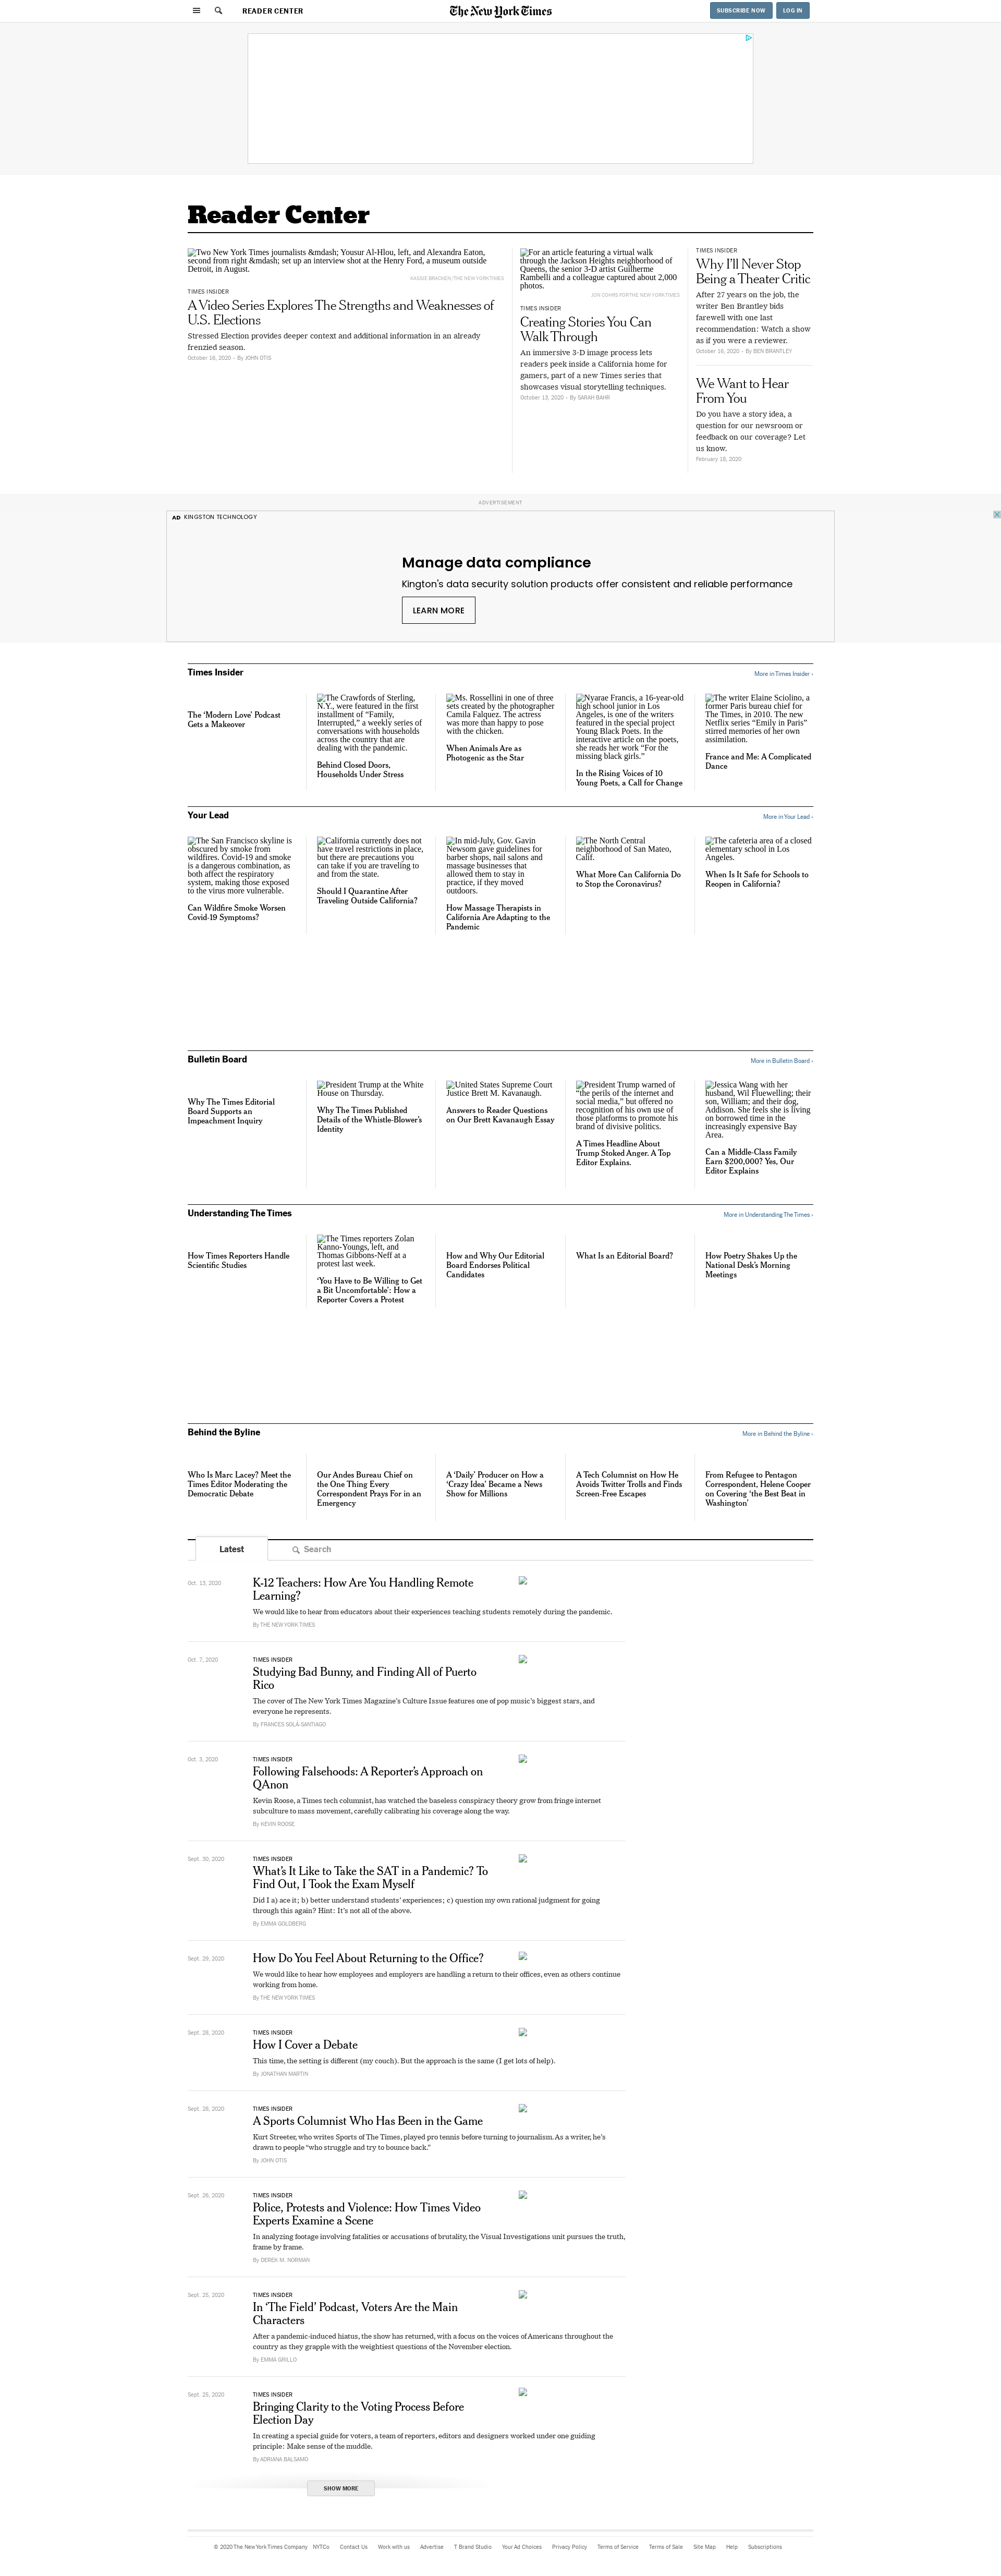 READER CENTER
The New York Times
SUBSCRIBE NOW
LOG IN
Reader Center
Two New York Times journalists &mdash; Yousur Al-Hlou, left, and Alexandra Eaton,
second from right &mdash; set up an interview shot at the Henry Ford, a museum outside
Detroit, in August.
KASSIE BRACKEN/THE NEW YORK TIMES
TIMES INSIDER
A Video Series Explores The Strengths and Weaknesses of
U.S. Elections
Stressed Election provides deeper context and additional information in an already
frenzied season.
October 16, 2020 - By JOHN OTIS
For an article featuring a virtual walk
through the Jackson Heights neighborhood of
Queens, the senior 3-D artist Guilherme
Rambelli and a colleague captured about 2,000
photos.
JON COHRS FOR THE NEW YORK TIMES
TIMES INSIDER
Creating Stories You Can
Walk Through
An immersive 3-D image process lets
readers peek inside a California home for
gamers, part of a new Times series that
showcases visual storytelling techniques.
October 13, 2020 - By SARAH BAHR
TIMES INSIDER
Why I'll Never Stop
Being a Theater Critic
After 27 years on the job, the
writer Ben Brantley bids
farewell with one last
recommendation: Watch a show
as if you were a reviewer.
October 16, 2020 - By BEN BRANTLEY
We Want to Hear
From You
Do you have a story idea, a
question for our newsroom or
feedback on our coverage? Let
us know.
February 18, 2020
ADVERTISEMENT
AD KINGSTON TECHNOLOGY
Manage data compliance
Kington's data security solution products offer consistent and reliable performance
LEARN MORE
Times Insider
More in Times Insider ›
The ‘Modern Love’ Podcast
Gets a Makeover
The Crawfords of Sterling,
N.Y., were featured in the first
installment of “Family,
Interrupted,” a weekly series of
conversations with households
across the country that are
dealing with the pandemic.
Behind Closed Doors,
Households Under Stress
Ms. Rossellini in one of three
sets created by the photographer
Camila Falquez. The actress
was more than happy to pose
with the chicken.
When Animals Are as
Photogenic as the Star
Nyarae Francis, a 16-year-old
high school junior in Los
Angeles, is one of the writers
featured in the special project
Young Black Poets. In the
interactive article on the poets,
she reads her work “For the
missing black girls.”
In the Rising Voices of 10
Young Poets, a Call for Change
The writer Elaine Sciolino, a
former Paris bureau chief for
The Times, in 2010. The new
Netflix series “Emily in Paris”
stirred memories of her own
assimilation.
France and Me: A Complicated
Dance
Your Lead
More in Your Lead ›
The San Francisco skyline is
obscured by smoke from
wildfires. Covid-19 and smoke
is a dangerous combination, as
both affect the respiratory
system, making those exposed
to the virus more vulnerable.
Can Wildfire Smoke Worsen
Covid-19 Symptoms?
California currently does not
have travel restrictions in place,
but there are precautions you
can take if you are traveling to
and from the state.
Should I Quarantine After
Traveling Outside California?
In mid-July, Gov. Gavin
Newsom gave guidelines for
barber shops, nail salons and
massage businesses that
allowed them to stay in
practice, if they moved
outdoors.
How Massage Therapists in
California Are Adapting to the
Pandemic
The North Central
neighborhood of San Mateo,
Calif.
What More Can California Do
to Stop the Coronavirus?
The cafeteria area of a closed
elementary school in Los
Angeles.
When Is It Safe for Schools to
Reopen in California?
Bulletin Board
More in Bulletin Board ›
Why The Times Editorial
Board Supports an
Impeachment Inquiry
President Trump at the White
House on Thursday.
Why The Times Published
Details of the Whistle-Blower’s
Identity
United States Supreme Court
Justice Brett M. Kavanaugh.
Answers to Reader Questions
on Our Brett Kavanaugh Essay
President Trump warned of
“the perils of the internet and
social media,” but offered no
recognition of his own use of
those platforms to promote his
brand of divisive politics.
A Times Headline About
Trump Stoked Anger. A Top
Editor Explains.
Jessica Wang with her
husband, Wil Fluewelling; their
son, William; and their dog,
Addison. She feels she is living
on borrowed time in the
increasingly expensive Bay
Area.
Can a Middle-Class Family
Earn $200,000? Yes, Our
Editor Explains
Understanding The Times
More in Understanding The Times ›
How Times Reporters Handle
Scientific Studies
The Times reporters Zolan
Kanno-Youngs, left, and
Thomas Gibbons-Neff at a
protest last week.
‘You Have to Be Willing to Get
a Bit Uncomfortable’: How a
Reporter Covers a Protest
How and Why Our Editorial
Board Endorses Political
Candidates
What Is an Editorial Board?
How Poetry Shakes Up the
National Desk’s Morning
Meetings
Behind the Byline
More in Behind the Byline ›
Who Is Marc Lacey? Meet the
Times Editor Moderating the
Democratic Debate
Our Andes Bureau Chief on
the One Thing Every
Correspondent Prays For in an
Emergency
A ‘Daily’ Producer on How a
‘Crazy Idea’ Became a News
Show for Millions
A Tech Columnist on How He
Avoids Twitter Trolls and Finds
Screen-Free Escapes
From Refugee to Pentagon
Correspondent, Helene Cooper
on Covering ‘the Best Beat in
Washington’
Latest
Search
Oct. 13, 2020
K-12 Teachers: How Are You Handling Remote
Learning?
We would like to hear from educators about their experiences teaching students remotely during the pandemic.
By THE NEW YORK TIMES
Oct. 7, 2020
TIMES INSIDER
Studying Bad Bunny, and Finding All of Puerto
Rico
The cover of The New York Times Magazine’s Culture Issue features one of pop music’s biggest stars, and
everyone he represents.
By FRANCES SOLÁ-SANTIAGO
Oct. 3, 2020
TIMES INSIDER
Following Falsehoods: A Reporter’s Approach on
QAnon
Kevin Roose, a Times tech columnist, has watched the baseless conspiracy theory grow from fringe internet
subculture to mass movement, carefully calibrating his coverage along the way.
By KEVIN ROOSE
Sept. 30, 2020
TIMES INSIDER
What’s It Like to Take the SAT in a Pandemic? To
Find Out, I Took the Exam Myself
Did I a) ace it; b) better understand students’ experiences; c) question my own rational judgment for going
through this again? Hint: It’s not all of the above.
By EMMA GOLDBERG
Sept. 29, 2020
How Do You Feel About Returning to the Office?
We would like to hear how employees and employers are handling a return to their offices, even as others continue
working from home.
By THE NEW YORK TIMES
Sept. 28, 2020
TIMES INSIDER
How I Cover a Debate
This time, the setting is different (my couch). But the approach is the same (I get lots of help).
By JONATHAN MARTIN
Sept. 28, 2020
TIMES INSIDER
A Sports Columnist Who Has Been in the Game
Kurt Streeter, who writes Sports of The Times, played pro tennis before turning to journalism. As a writer, he’s
drawn to people “who struggle and try to bounce back.”
By JOHN OTIS
Sept. 26, 2020
TIMES INSIDER
Police, Protests and Violence: How Times Video
Experts Examine a Scene
In analyzing footage involving fatalities or accusations of brutality, the Visual Investigations unit pursues the truth,
frame by frame.
By DEREK M. NORMAN
Sept. 25, 2020
TIMES INSIDER
In ‘The Field’ Podcast, Voters Are the Main
Characters
After a pandemic-induced hiatus, the show has returned, with a focus on the voices of Americans throughout the
country as they grapple with the weightiest questions of the November election.
By EMMA GRILLO
Sept. 25, 2020
TIMES INSIDER
Bringing Clarity to the Voting Process Before
Election Day
In creating a special guide for voters, a team of reporters, editors and designers worked under one guiding
principle: Make sense of the muddle.
By ADRIANA BALSAMO
SHOW MORE
© 2020 The New York Times Company NYTCo Contact Us Work with us Advertise T Brand Studio Your Ad Choices Privacy Policy Terms of Service Terms of Sale Site Map Help Subscriptions